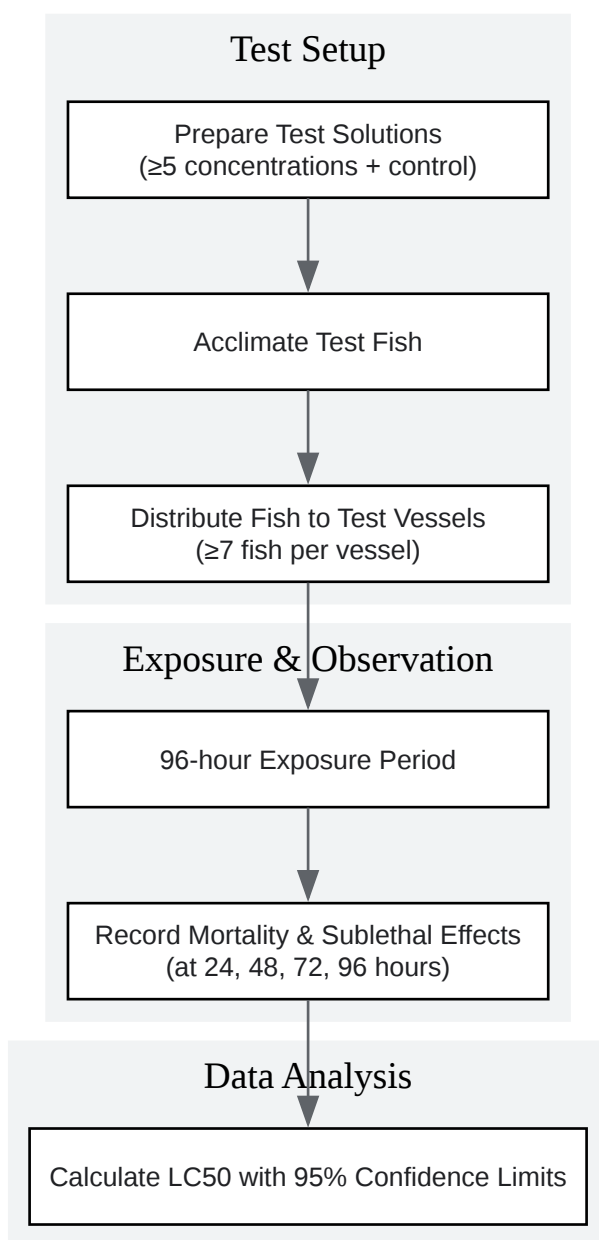 Test Setup
Prepare Test Solutions
(≥5 concentrations + control)
Acclimate Test Fish
Distribute Fish to Test Vessels
(≥7 fish per vessel)
Exposure & Observation
96-hour Exposure Period
Record Mortality & Sublethal Effects
(at 24, 48, 72, 96 hours)
Data Analysis
Calculate LC50 with 95% Confidence Limits